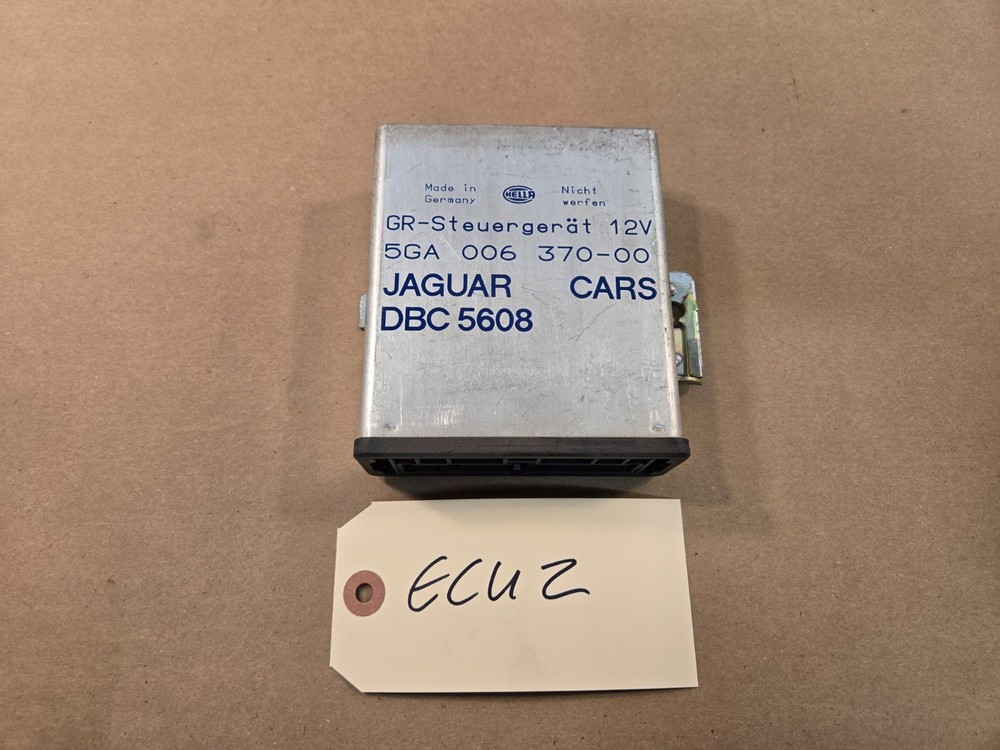 Made in Germany
HELLA
Nicht werfen
GR-Steuergerät 12V
5GA 006 370-00
JAGUAR CARS
DBC 5608
ECU 2